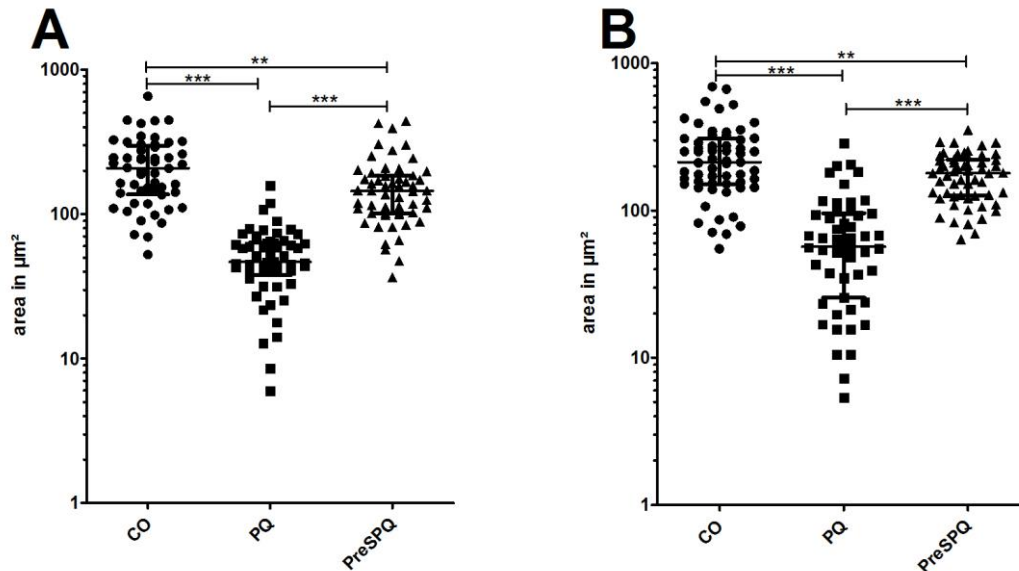 A
**
***
***
1000
100
10
1
area in µm²
CO
PQ
PreSPQ
B
**
***
***
1000
100
10
1
area in µm²
CO
PQ
PreSPQ